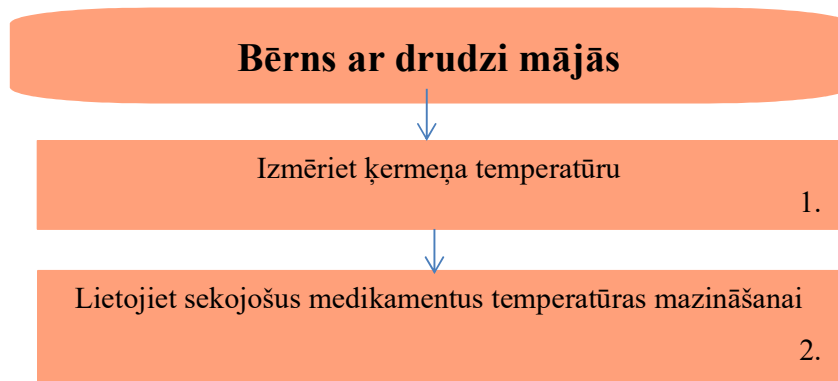 Bērns ar drudzi mājās
Izmēriet ķermeņa temperatūru
1.
Lietojiet sekojošus medikamentus temperatūras mazināšanai
2.